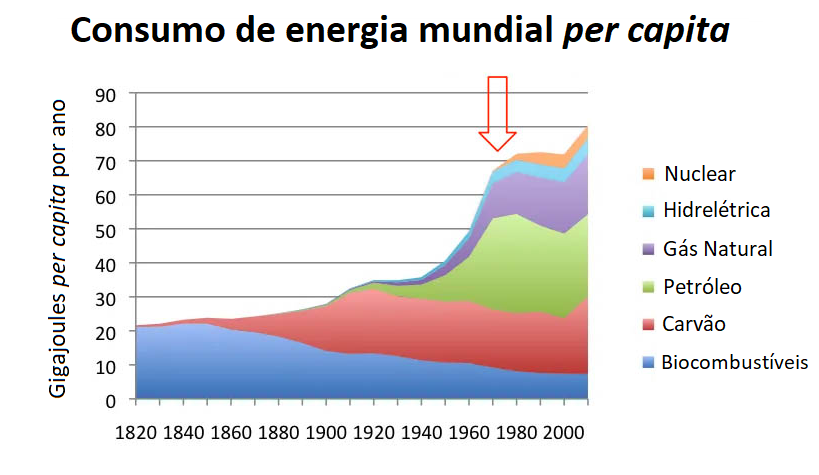 Consumo de energia mundial per capita
Gigajoules per capita por ano
90
80
70
60
50
40
30
20
10
0
1820 1840 1860 1880 1900 1920 1940 1960 1980 2000
Nuclear
Hidrelétrica
Gás Natural
Petróleo
Carvão
Biocombustíveis